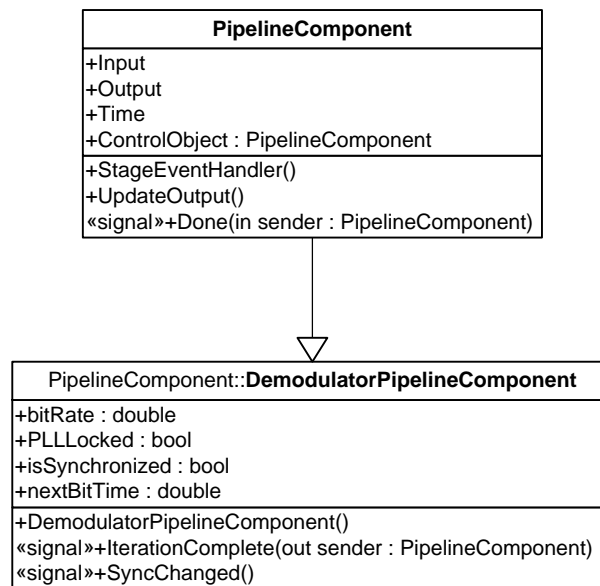 PipelineComponent
+Input
+Output
+Time
+ControlObject : PipelineComponent
+StageEventHandler()
+UpdateOutput()
«signal»+Done(in sender : PipelineComponent)
PipelineComponent::DemodulatorPipelineComponent
+bitRate : double
+PLLLocked : bool
+isSynchronized : bool
+nextBitTime : double
+DemodulatorPipelineComponent()
«signal»+IterationComplete(out sender : PipelineComponent)
«signal»+SyncChanged()